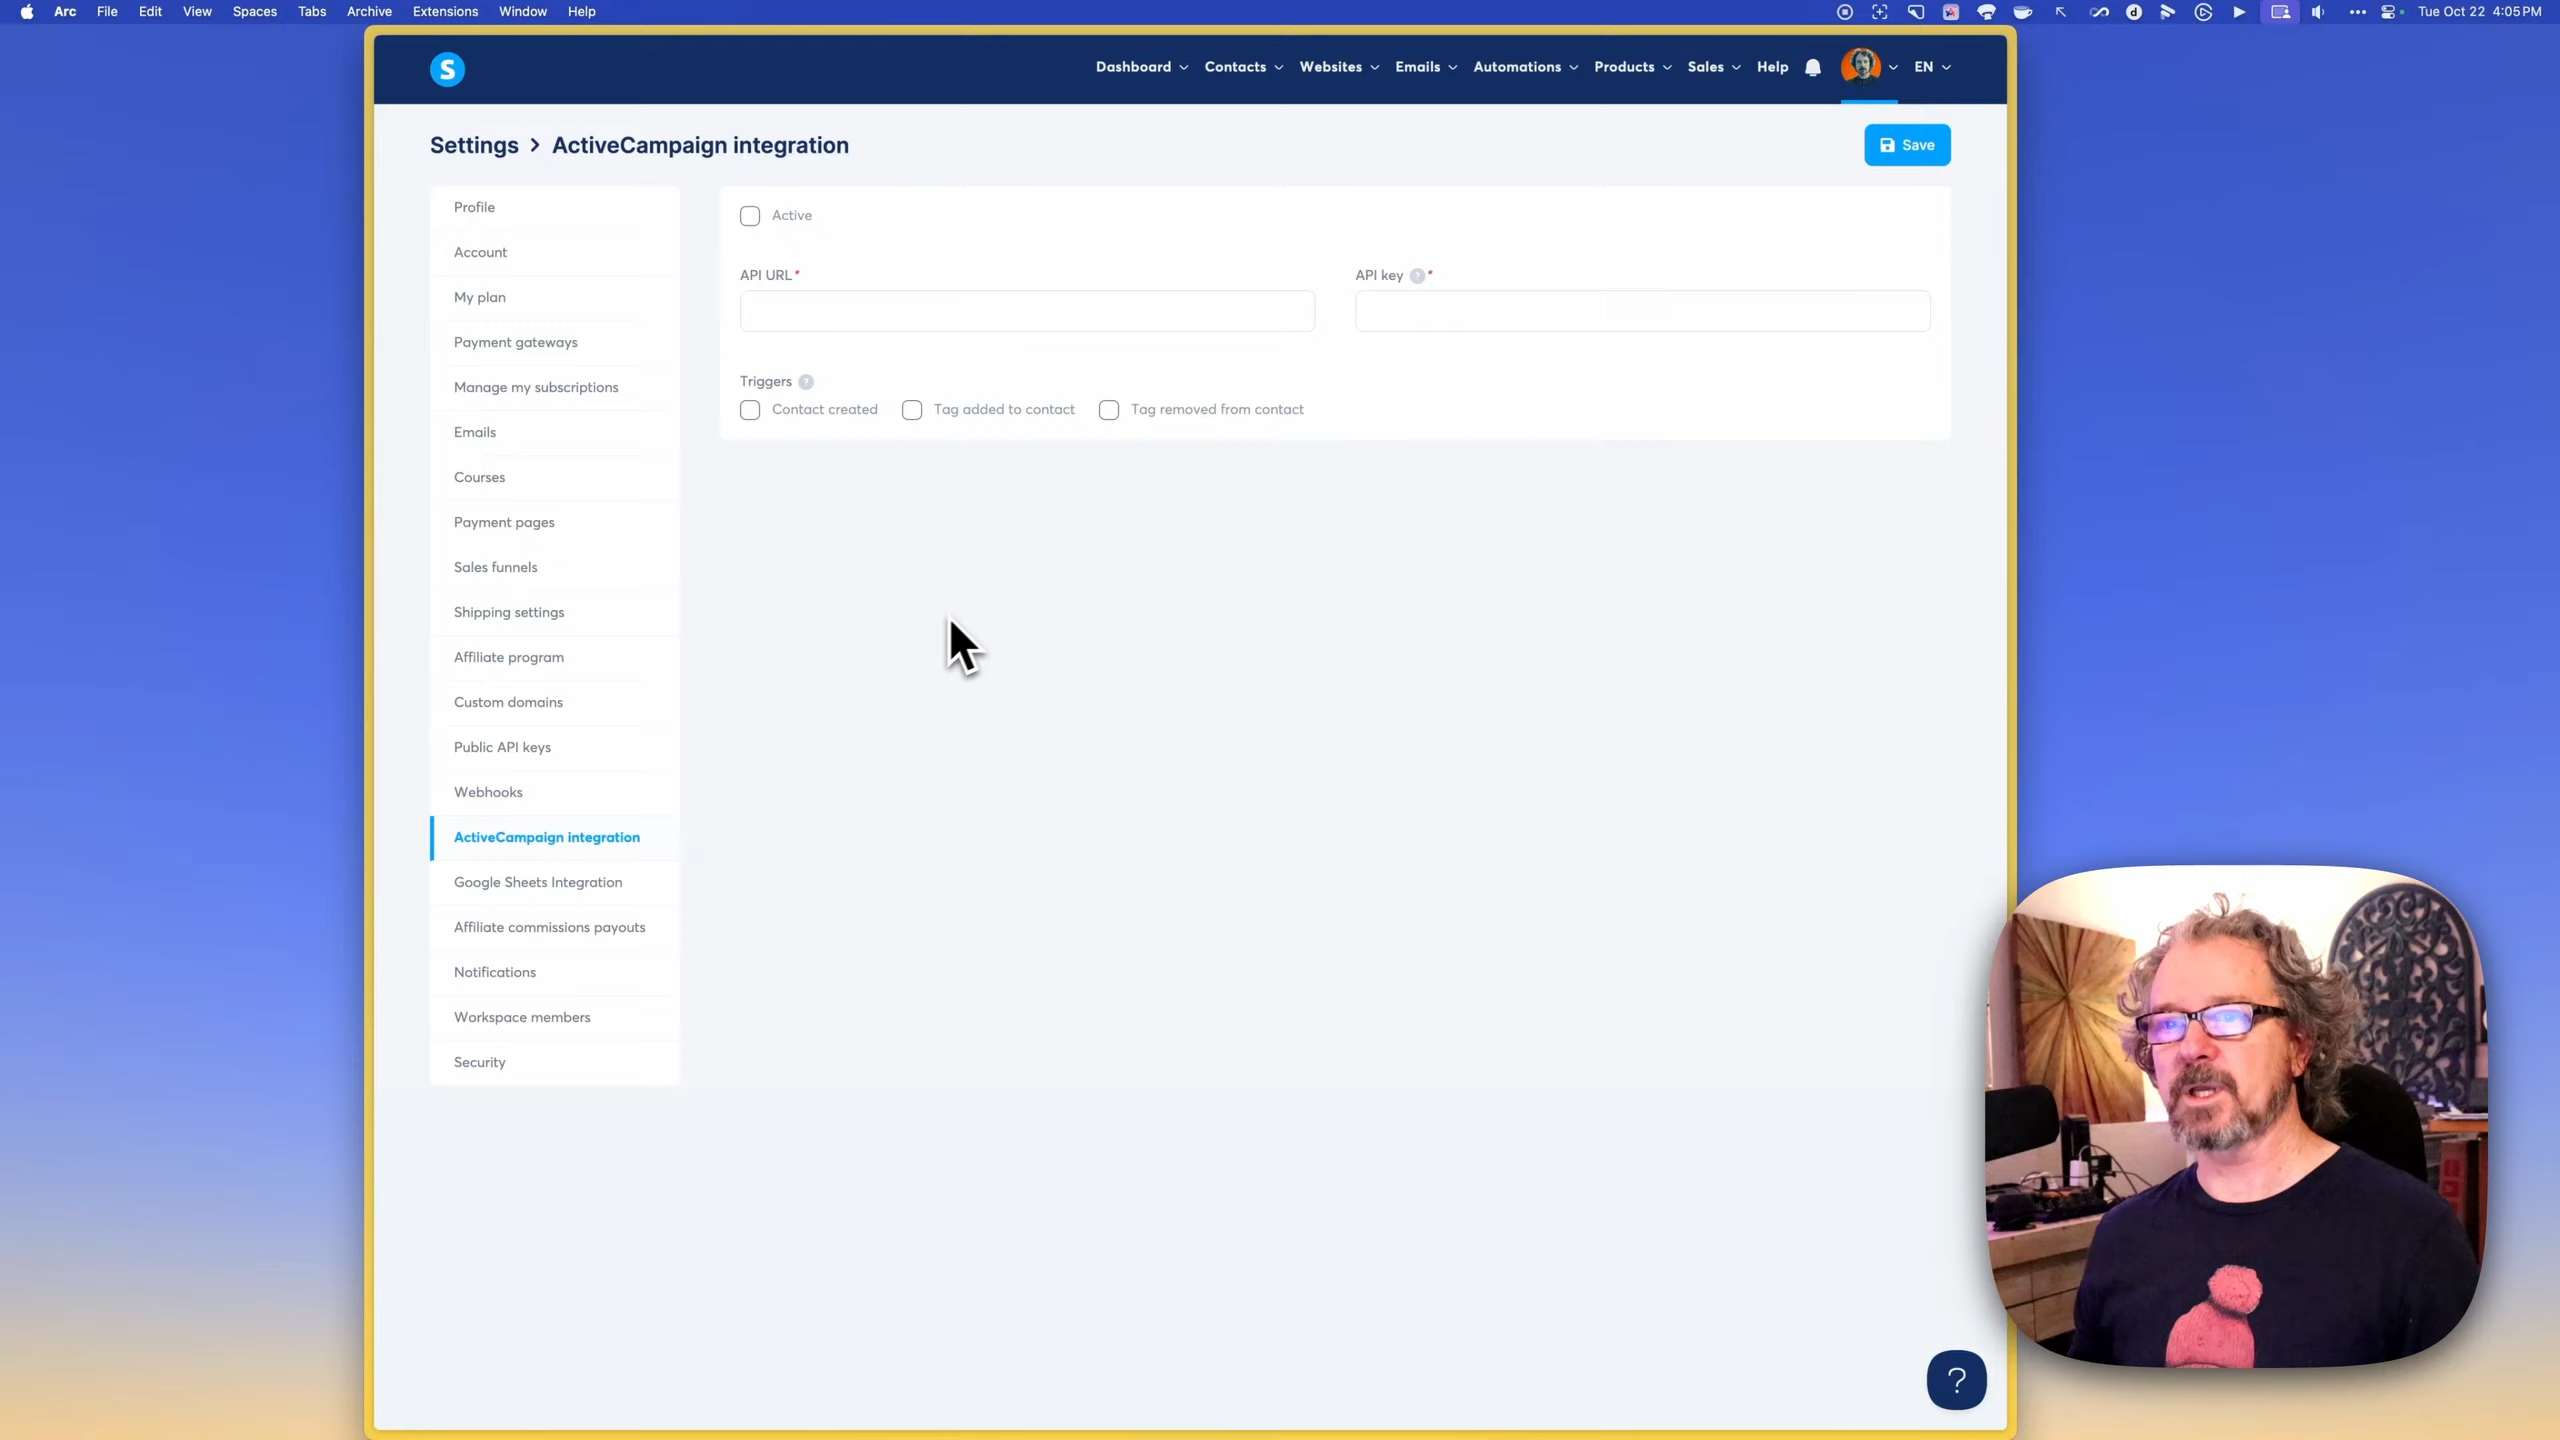 Arc File Edit View Spaces Tabs Archive Extensions Window Help Tue Oct 22 4:05 PM
S Dashboard Contacts Websites Emails Automations Products Sales Help EN
Settings > ActiveCampaign integration Save
Profile
Account
My plan
Payment gateways
Manage my subscriptions
Emails
Courses
Payment pages
Sales funnels
Shipping settings
Affiliate program
Custom domains
Public API keys
Webhooks
ActiveCampaign integration
Google Sheets Integration
Affiliate commissions payouts
Notifications
Workspace members
Security
Active
API URL* API key ?*
Triggers ?
Contact created Tag added to contact Tag removed from contact
?